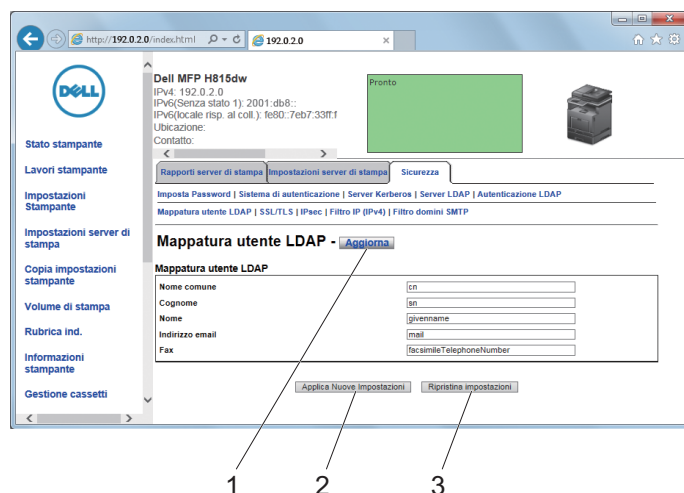 http://192.0.2.0/index.html
192.0.2.0
DELL
Dell MFP H815dw
IPv4: 192.0.2.0
IPv6(Senza stato 1): 2001:db8::
IPv6(locale risp. al coll.): fe80::7eb7:33ff:f
Ubicazione:
Contatto:
Pronto
Stato stampante
Lavori stampante
Impostazioni
Stampante
Impostazioni server di
stampa
Copia impostazioni
stampante
Volume di stampa
Rubrica ind.
Informazioni
stampante
Gestione cassetti
Rapporti server di stampa
Impostazioni server di stampa
Sicurezza
Imposta Password | Sistema di autenticazione | Server Kerberos | Server LDAP | Autenticazione LDAP
Mappatura utente LDAP | SSL/TLS | IPsec | Filtro IP (IPv4) | Filtro domini SMTP
Mappatura utente LDAP - Aggiorna
Mappatura utente LDAP
Nome comune cn
Cognome sn
Nome givenname
Indirizzo email mail
Fax facsimileTelephoneNumber
Applica Nuove Impostazioni Ripristina impostazioni
1 2 3